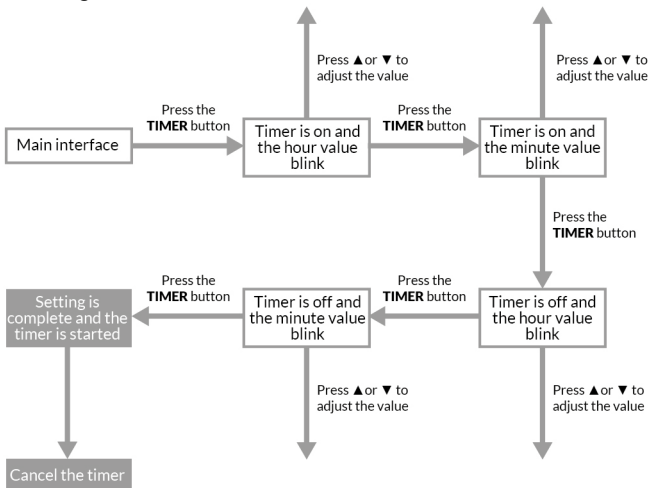 Press ▲or ▼ to
adjust the value
Press ▲or ▼ to
adjust the value
Main interface
Press the
TIMER button
Timer is on and
the hour value
blink
Press the
TIMER button
Timer is on and
the minute value
blink
Press the
TIMER button
Setting is
complete and the
timer is started
Press the
TIMER button
Timer is off and
the minute value
blink
Press the
TIMER button
Timer is off and
the hour value
blink
Press ▲or ▼ to
adjust the value
Press ▲or ▼ to
adjust the value
Cancel the timer